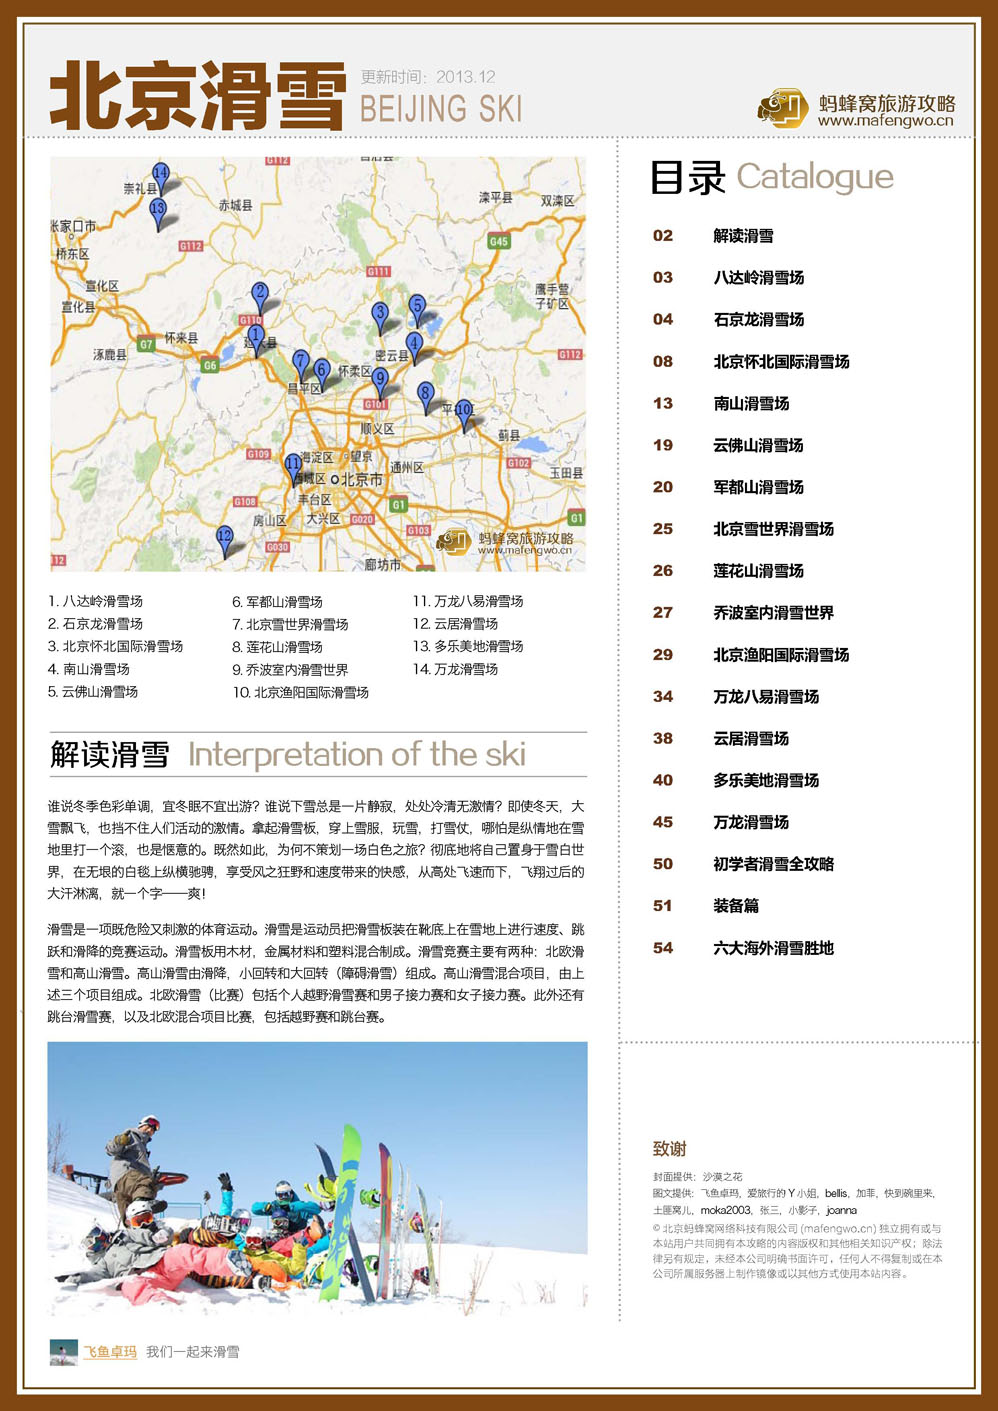 北京滑雪
更新时间：2013.12
BEIJING SKI
蚂蜂窝旅游攻略
www.mafengwo.cn
G112
14
崇礼县
13
赤城县
滦平县
双滦区
张家口市
桥东区
G112
G45
G111
宣化区
宣化县
2
3
5
鹰手营
子矿区
G110
1
怀来县
G7
4
涿鹿县
G6
密云县
G112
7
6
怀柔区
9
昌平区
8
G101
10
顺义区
蓟县
G109
海淀区
望京
11
通州区
G102
玉田县
西城区
北京市
丰台区
G108
G1
房山区
大兴区
G020
G103
G1
12
G030
廊坊市
蚂蜂窝旅游攻略
www.mafengwo.cn
1. 八达岭滑雪场
2. 石京龙滑雪场
3. 北京怀北国际滑雪场
4. 南山滑雪场
5. 云佛山滑雪场
6. 军都山滑雪场
7. 北京雪世界滑雪场
8. 莲花山滑雪场
9. 乔波室内滑雪世界
10. 北京渔阳国际滑雪场
11. 万龙八易滑雪场
12. 云居滑雪场
13. 多乐美地滑雪场
14. 万龙滑雪场
解读滑雪 Interpretation of the ski
谁说冬季色彩单调，宜冬眠不宜出游？谁说下雪总是一片静寂，处处冷清无激情？即使冬天，大
雪飘飞，也挡不住人们活动的激情。拿起滑雪板，穿上雪服，玩雪，打雪仗，哪怕是纵情地在雪
地里打一个滚，也是惬意的。既然如此，为何不策划一场白色之旅？彻底地将自己置身于雪白世
界，在无垠的白毯上纵横驰骋，享受风之狂野和速度带来的快感，从高处飞速而下，飞翔过后的
大汗淋漓，就一个字——爽！
滑雪是一项既危险又刺激的体育运动。滑雪是运动员把滑雪板装在靴底上在雪地上进行速度、跳
跃和滑降的竞赛运动。滑雪板用木材，金属材料和塑料混合制成。滑雪竞赛主要有两种：北欧滑
雪和高山滑雪。高山滑雪由滑降，小回转和大回转（障碍滑雪）组成。高山滑雪混合项目，由上
述三个项目组成。北欧滑雪（比赛）包括个人越野滑雪赛和男子接力赛和女子接力赛。此外还有
跳台滑雪赛，以及北欧混合项目比赛，包括越野赛和跳台赛。
飞鱼卓玛 我们一起来滑雪
目录 Catalogue
02 解读滑雪
03 八达岭滑雪场
04 石京龙滑雪场
08 北京怀北国际滑雪场
13 南山滑雪场
19 云佛山滑雪场
20 军都山滑雪场
25 北京雪世界滑雪场
26 莲花山滑雪场
27 乔波室内滑雪世界
29 北京渔阳国际滑雪场
34 万龙八易滑雪场
38 云居滑雪场
40 多乐美地滑雪场
45 万龙滑雪场
50 初学者滑雪全攻略
51 装备篇
54 六大海外滑雪胜地
致谢
封面提供：沙漠之花
图文提供：飞鱼卓玛，爱旅行的 Y 小姐，bellis，加菲，快到碗里来，
土匪窝儿，moka2003，张三，小影子，joanna
© 北京蚂蜂窝网络科技有限公司 (mafengwo.cn) 独立拥有或与
本站用户共同拥有本攻略的内容版权和其他相关知识产权；除法
律另有规定，未经本公司明确书面许可，任何人不得复制或在本
公司所属服务器上制作镜像或以其他方式使用本站内容。